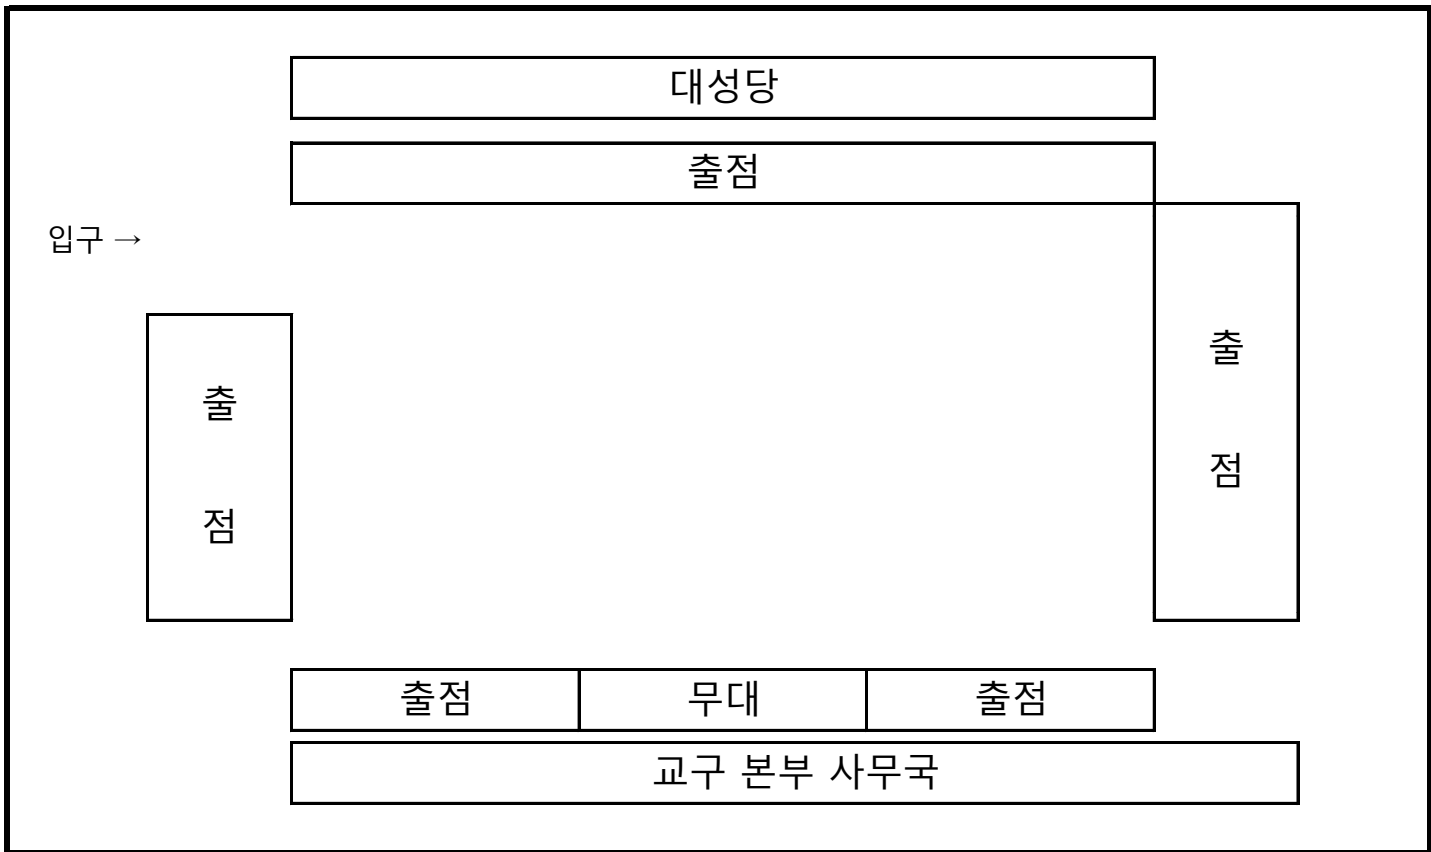 대성당
출점
입구 →
출
점
출
점
출점 무대 출점
교구 본부 사무국